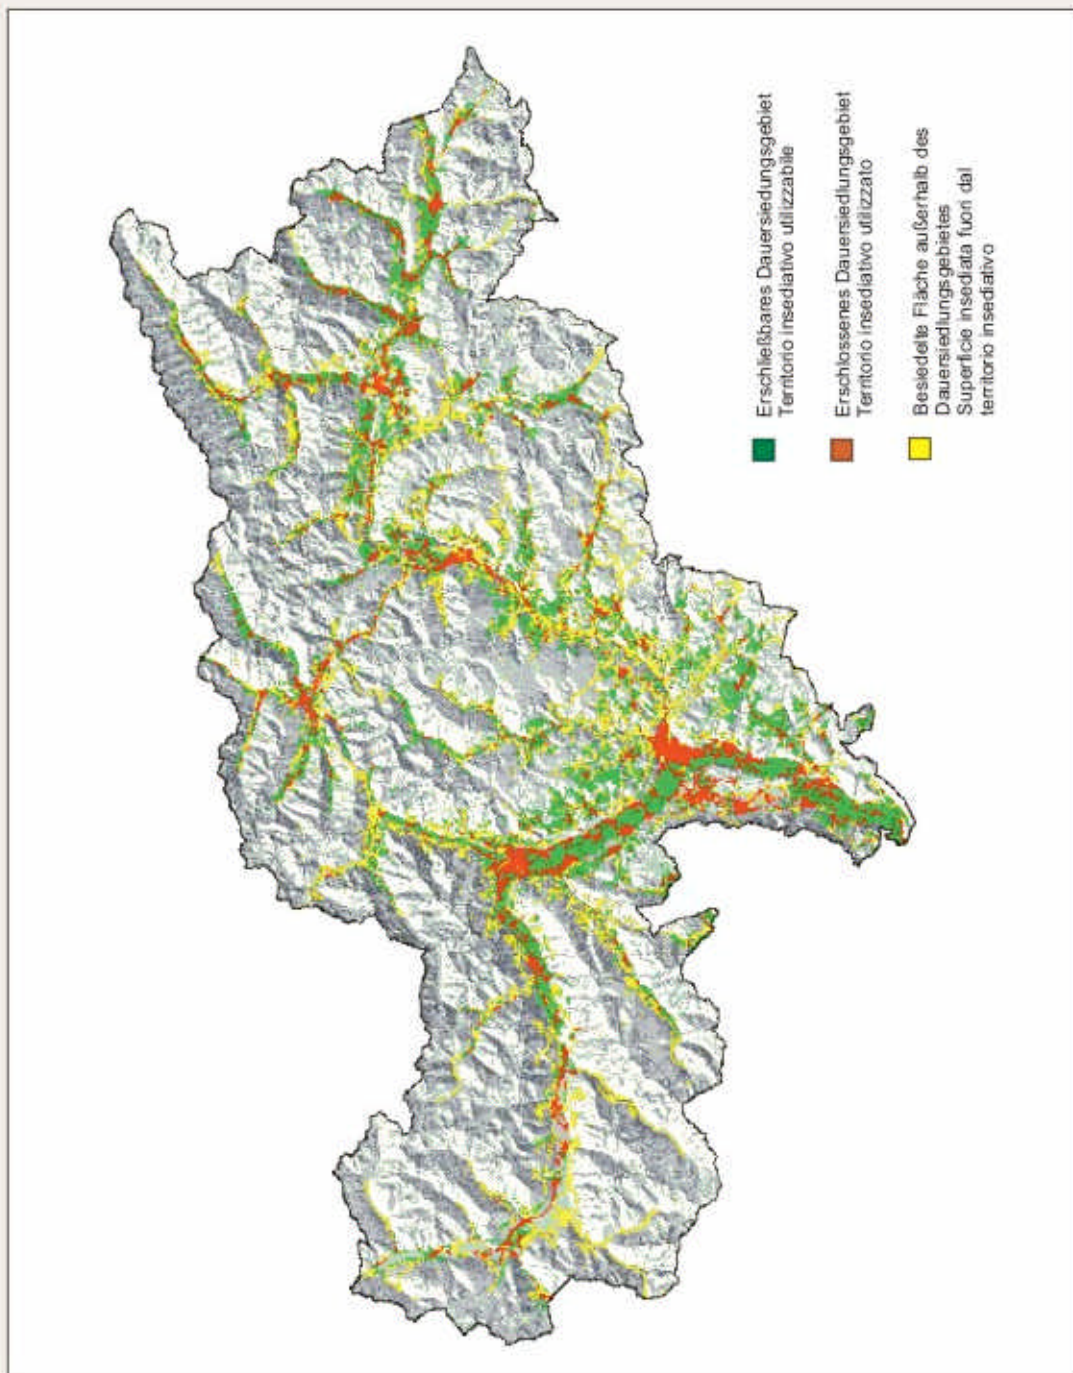 Erschließbares Dauersiedungsgebiet
Territorio insediativo utilizzabile
Erschlossenes Dauersiedlungsgebiet
Territorio insediativo utilizzato
Besiedelte Fläche außerhalb des
Dauersiedlungsgebietes
Superficie insediata fuori dal
territorio insediativo